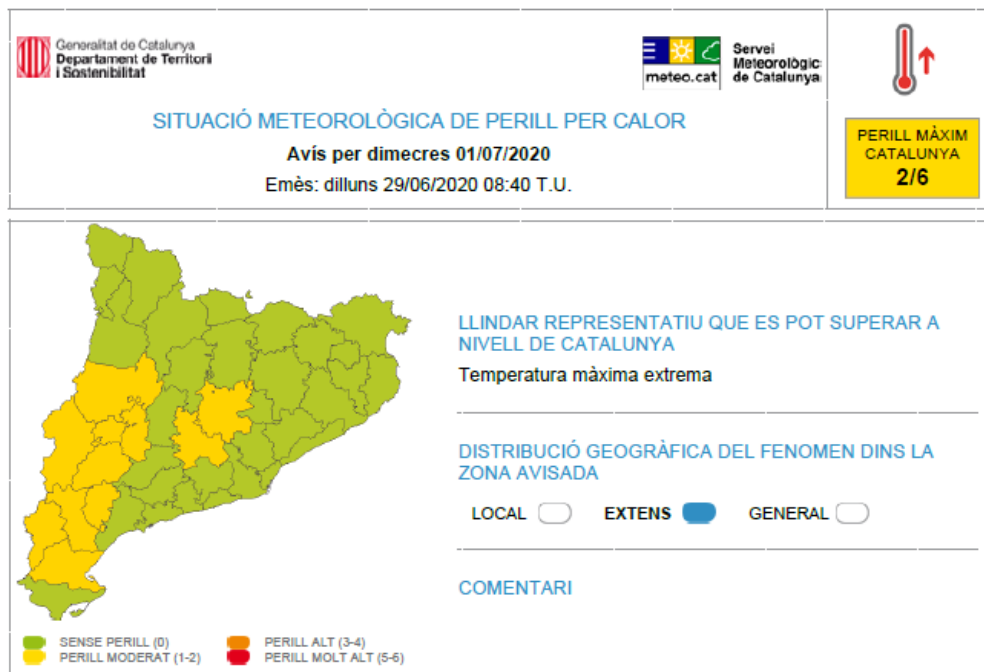 Generalitat de Catalunya
Departament de Territori
i Sostenibilitat
meteo.cat
Servei
Meteorològic
de Catalunya
SITUACIÓ METEOROLÒGICA DE PERILL PER CALOR
Avís per dimecres 01/07/2020
Emès: dilluns 29/06/2020 08:40 T.U.
PERILL MÀXIM
CATALUNYA
2/6
LLINDAR REPRESENTATIU QUE ES POT SUPERAR A
NIVELL DE CATALUNYA
Temperatura màxima extrema
DISTRIBUCIÓ GEOGRÀFICA DEL FENOMEN DINS LA
ZONA AVISADA
LOCAL EXTENS GENERAL
COMENTARI
SENSE PERILL (0) PERILL ALT (3-4)
PERILL MODERAT (1-2) PERILL MOLT ALT (5-6)